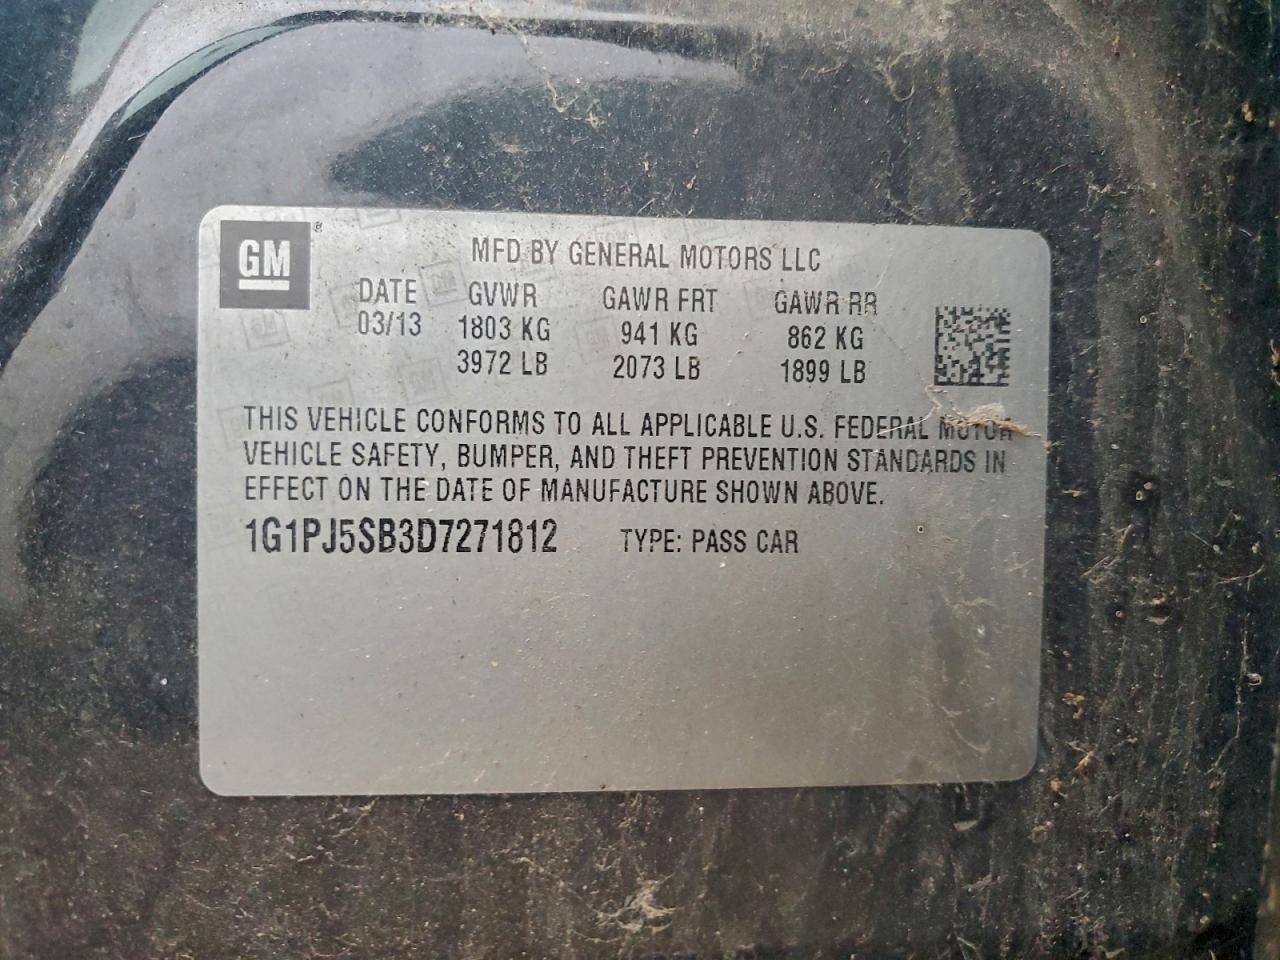 GM ®
MFD BY GENERAL MOTORS LLC
DATE GVWR GAWR FRT GAWR RR
03/13 1803 KG 941 KG 862 KG
3972 LB 2073 LB 1899 LB
THIS VEHICLE CONFORMS TO ALL APPLICABLE U.S. FEDERAL MOTOR
VEHICLE SAFETY, BUMPER, AND THEFT PREVENTION STANDARDS IN
EFFECT ON THE DATE OF MANUFACTURE SHOWN ABOVE.
1G1PJ5SB3D7271812 TYPE: PASS CAR